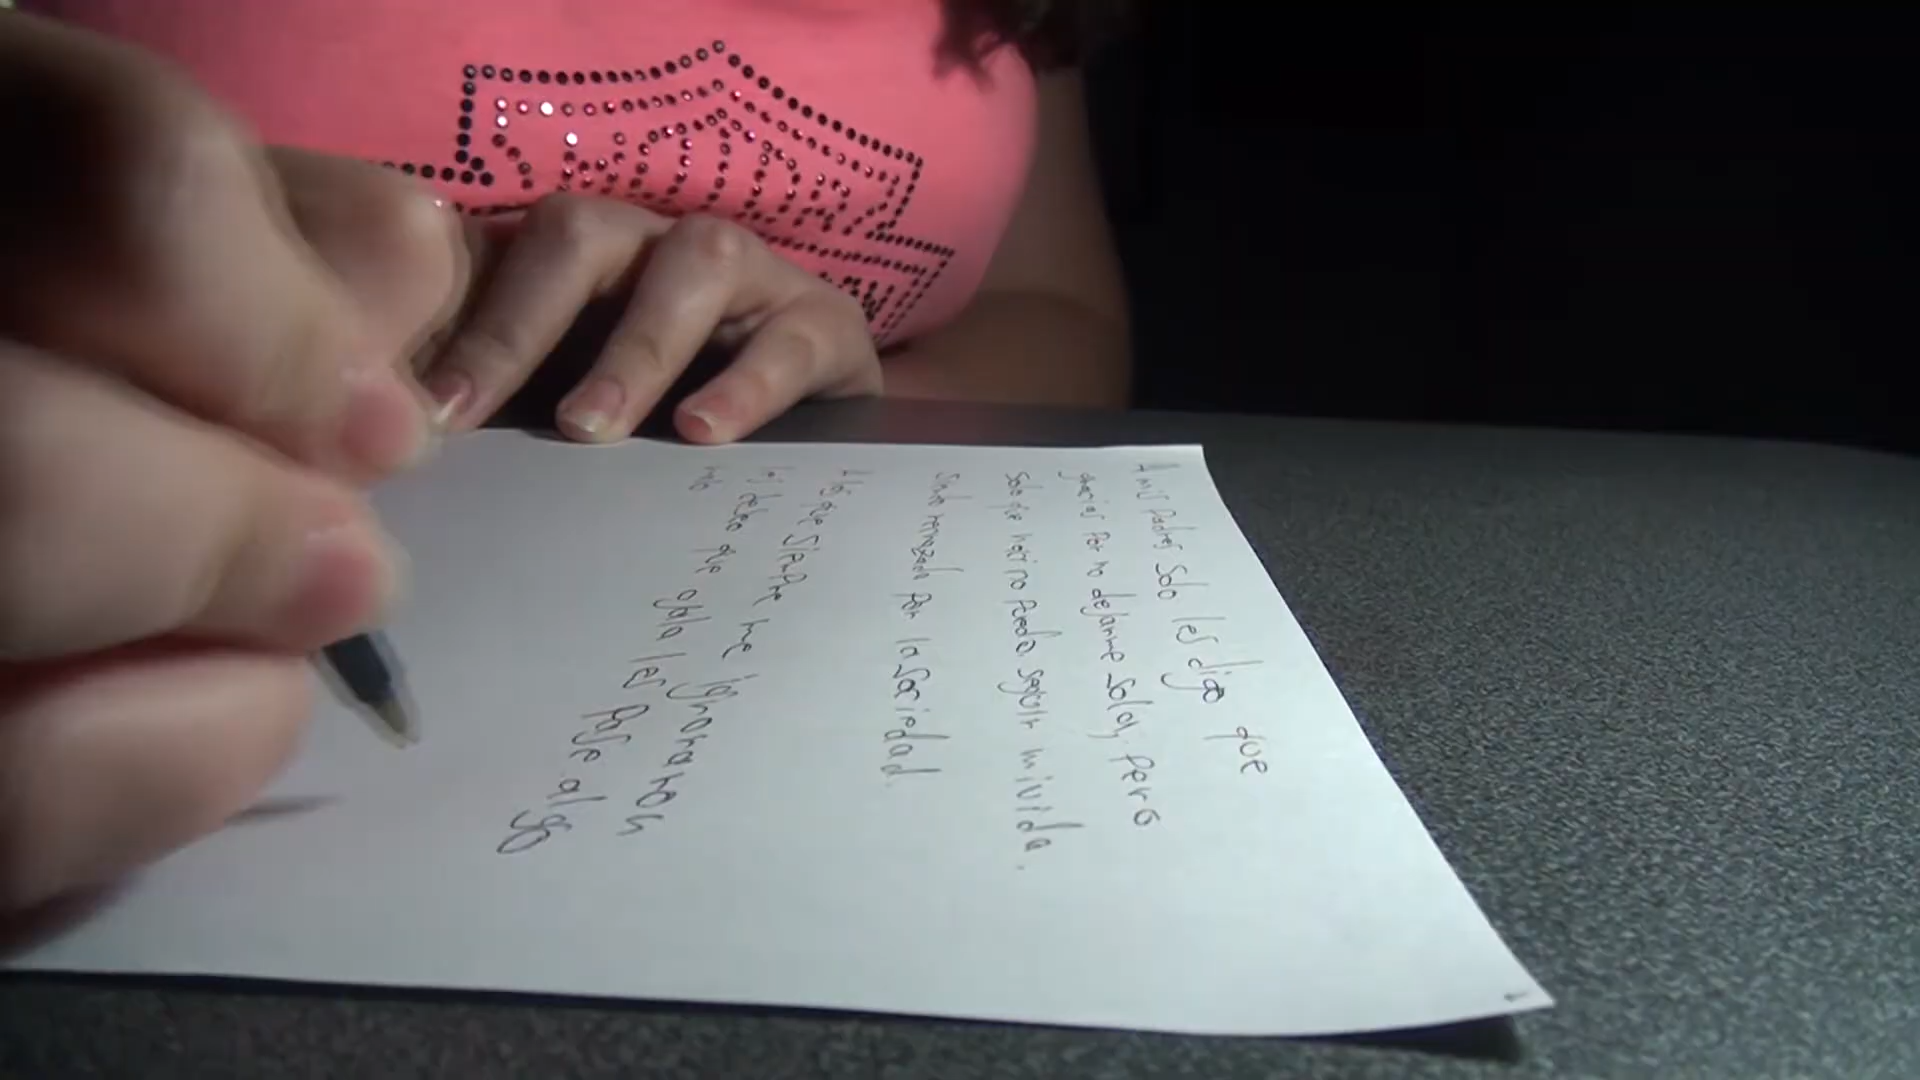 A mis padres solo les digo que
gracias por no dejarme sola, pero
solo que hoy no puedo seguir mi vida.
siendo rechazada por la sociedad.
A los que siempre me ignoraron
les deseo que ojala les pase algo